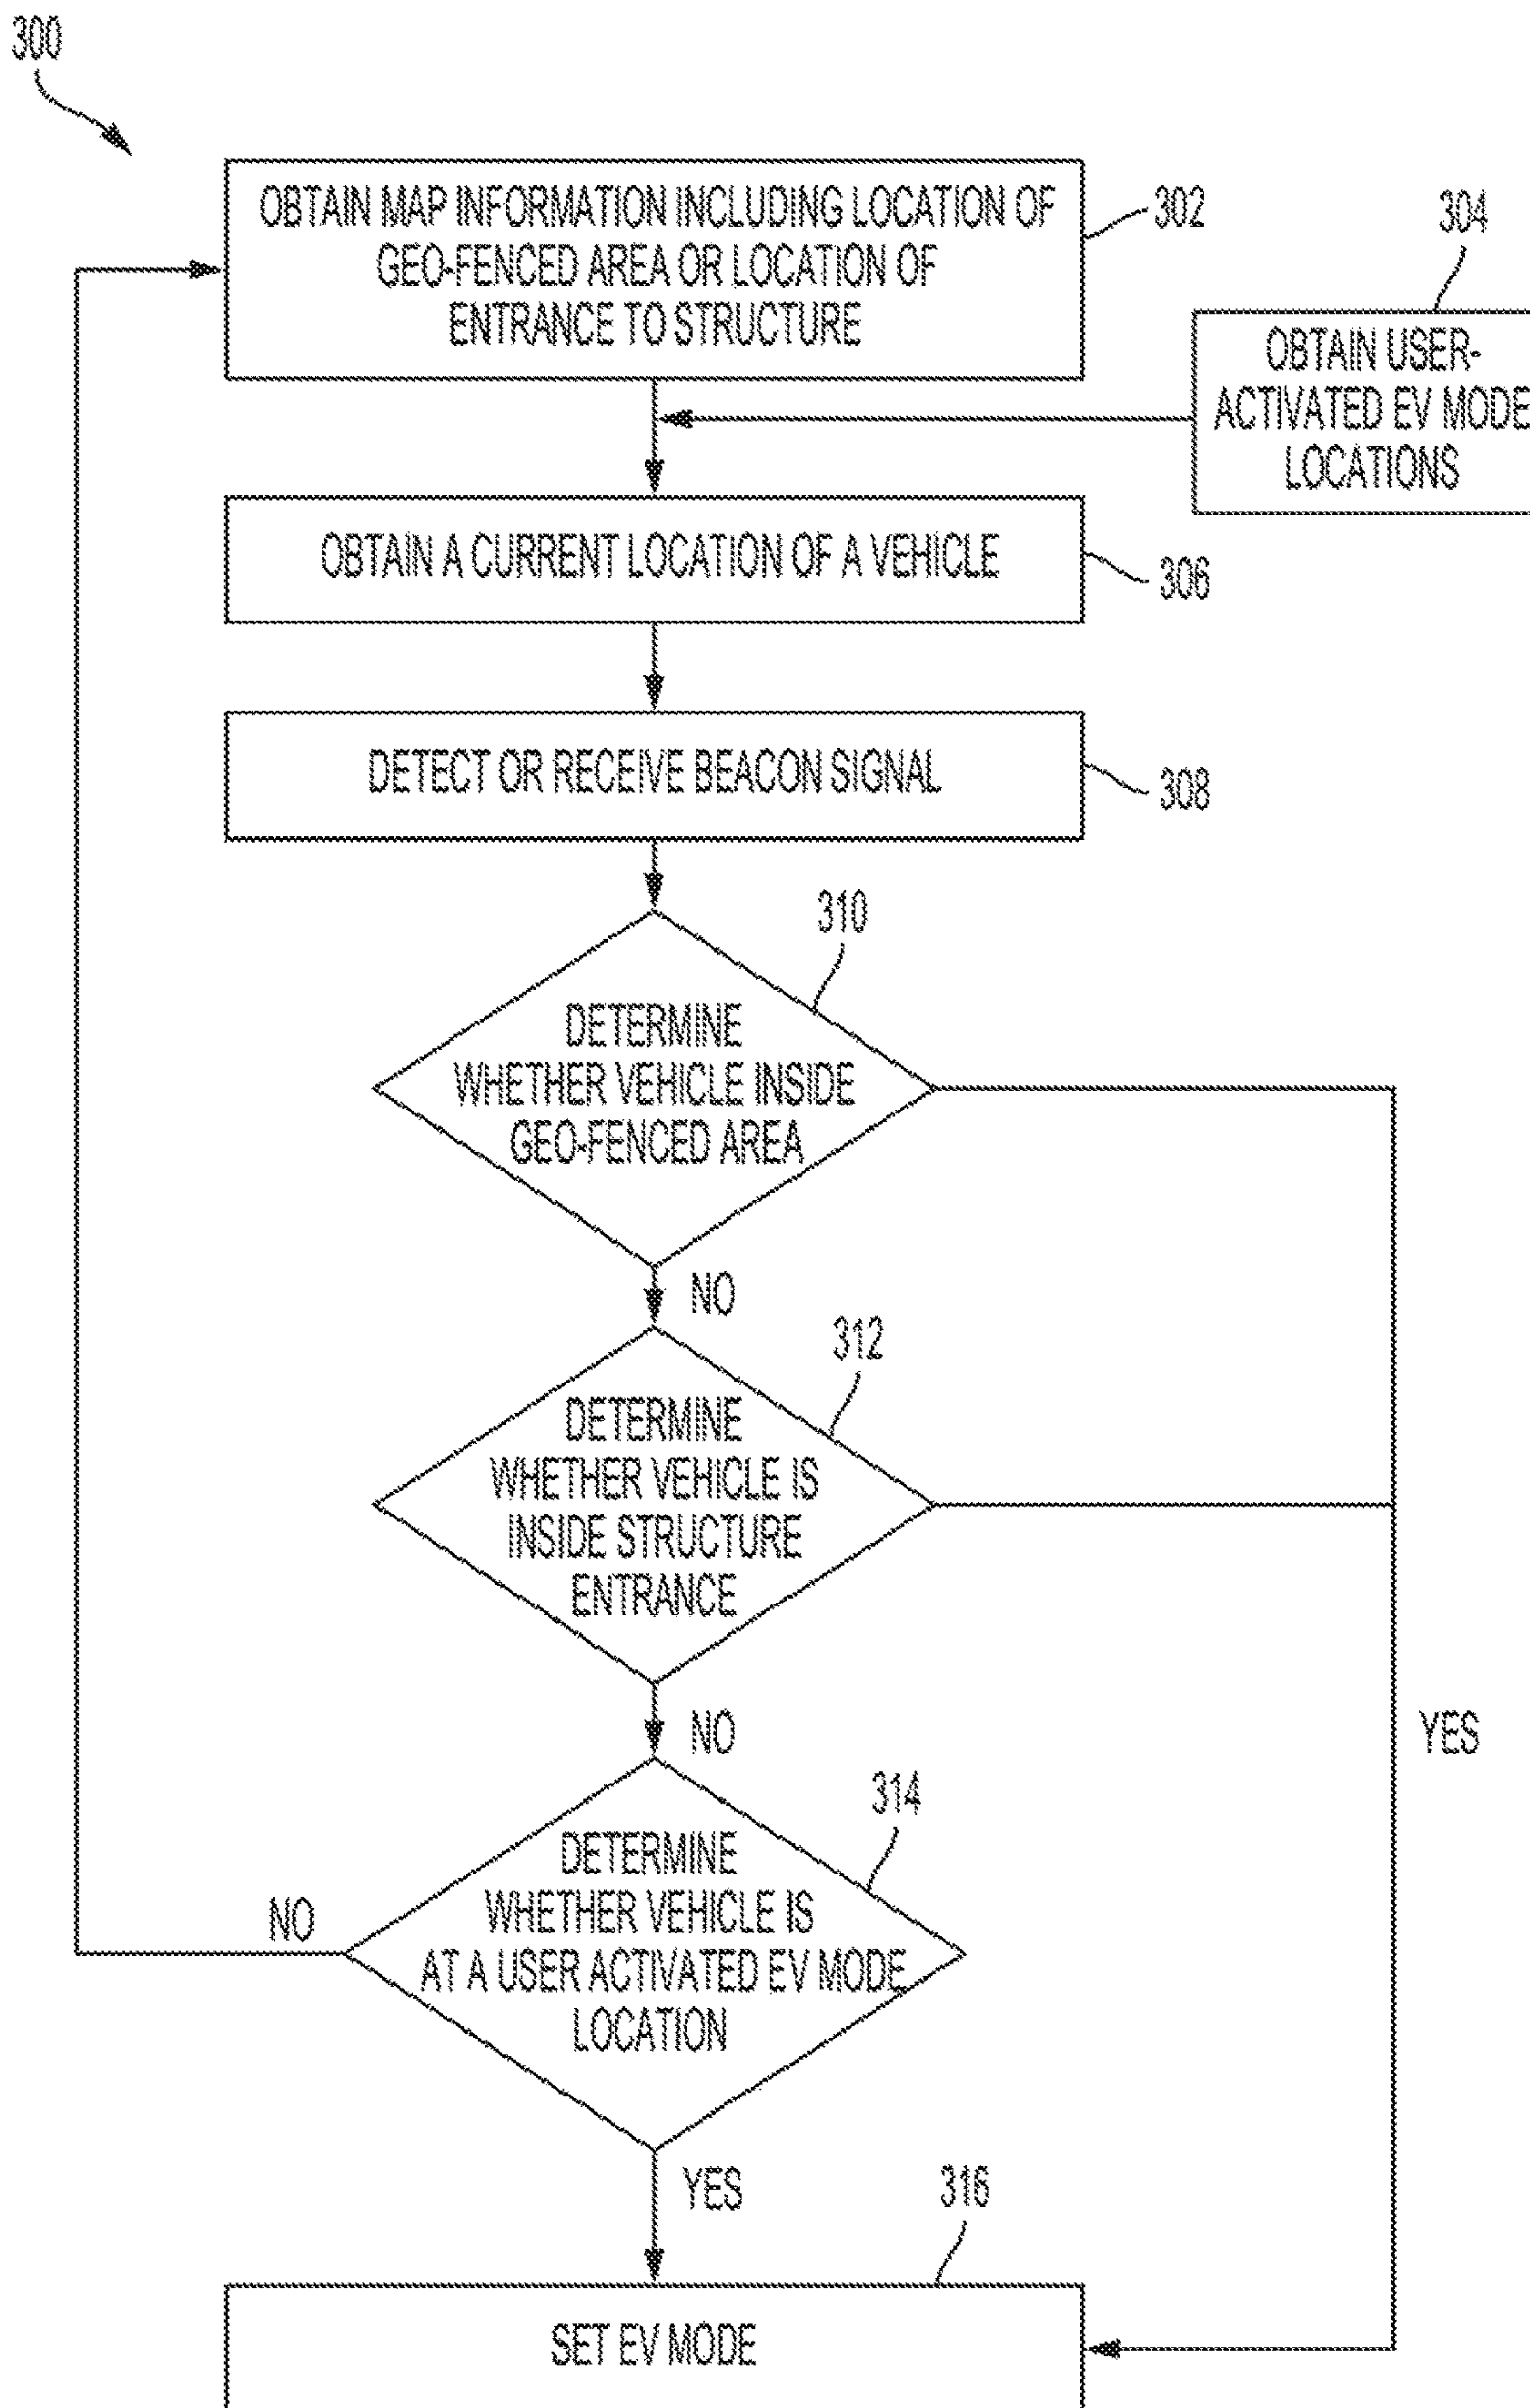 300
OBTAIN MAP INFORMATION INCLUDING LOCATION OF
GEO-FENCED AREA OR LOCATION OF
ENTRANCE TO STRUCTURE
302
304
OBTAIN USER-
ACTIVATED EV MODE
LOCATIONS
OBTAIN A CURRENT LOCATION OF A VEHICLE
306
DETECT OR RECEIVE BEACON SIGNAL
308
310
DETERMINE
WHETHER VEHICLE INSIDE
GEO-FENCED AREA
NO
312
DETERMINE
WHETHER VEHICLE IS
INSIDE STRUCTURE
ENTRANCE
NO
YES
314
DETERMINE
WHETHER VEHICLE IS
AT A USER ACTIVATED EV MODE
LOCATION
NO
YES
316
SET EV MODE